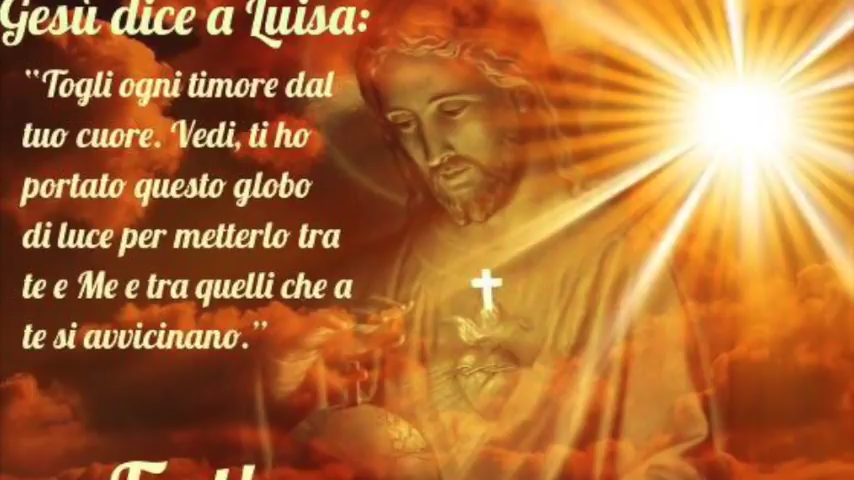 Gesù dice a Luisa:
“Togli ogni timore dal
tuo cuore. Vedi, ti ho
portato questo globo
di luce per metterlo tra
te e Me e tra quelli che a
te si avvicinano.”